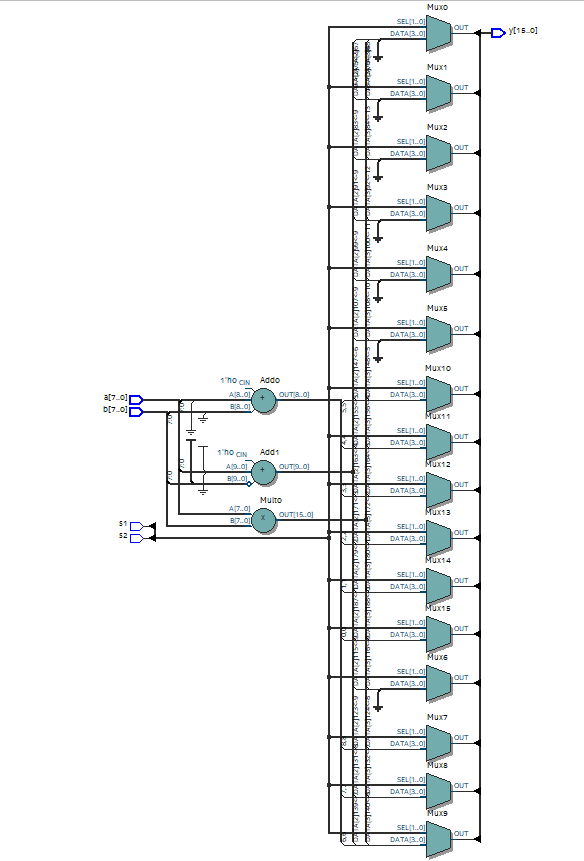 Mux0
SEL[1..0]
DATA[3..0]
OUT
y[15..0]
Mux1
SEL[1..0]
DATA[3..0]
OUT
Mux2
SEL[1..0]
DATA[3..0]
OUT
Mux3
SEL[1..0]
DATA[3..0]
OUT
Mux4
SEL[1..0]
DATA[3..0]
OUT
Mux5
SEL[1..0]
DATA[3..0]
OUT
Mux10
SEL[1..0]
DATA[3..0]
OUT
1'h0 CIN
Add0
a[7..0]
b[7..0]
A[8..0]
B[8..0]
+
OUT[8..0]
Mux11
SEL[1..0]
DATA[3..0]
OUT
1'h0 CIN
Add1
A[9..0]
B[9..0]
+
OUT[9..0]
Mux12
SEL[1..0]
DATA[3..0]
OUT
Mult0
A[7..0]
B[7..0]
x
OUT[15..0]
S1
S2
Mux13
SEL[1..0]
DATA[3..0]
OUT
Mux14
SEL[1..0]
DATA[3..0]
OUT
Mux15
SEL[1..0]
DATA[3..0]
OUT
Mux6
SEL[1..0]
DATA[3..0]
OUT
Mux7
SEL[1..0]
DATA[3..0]
OUT
Mux8
SEL[1..0]
DATA[3..0]
OUT
Mux9
SEL[1..0]
DATA[3..0]
OUT